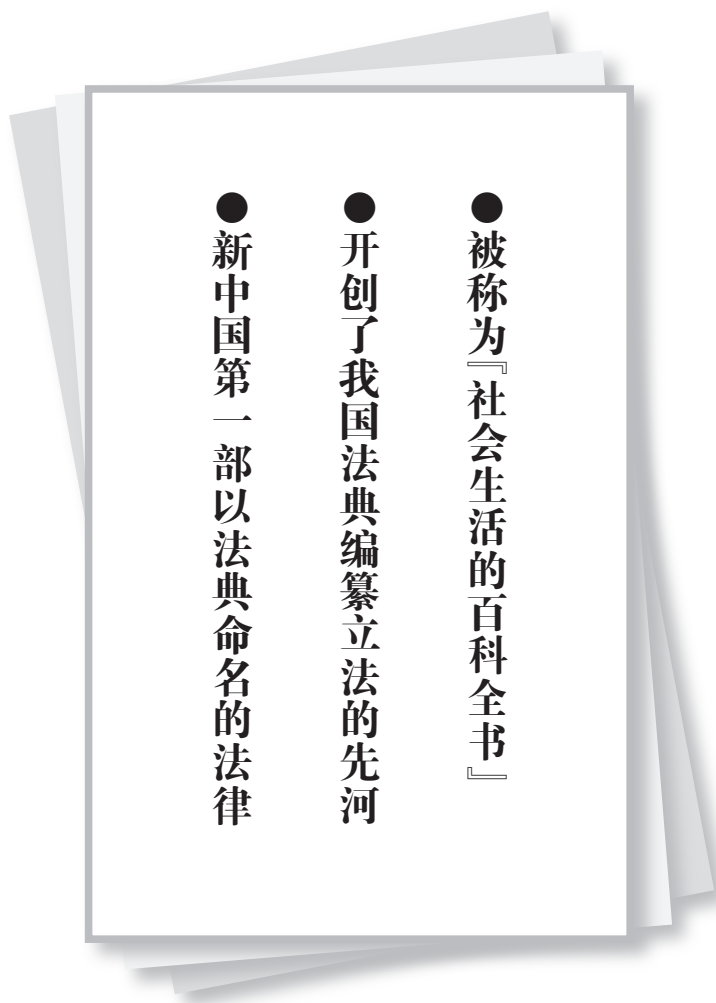 ●被称为『社会生活的百科全书』
●开创了我国法典编纂立法的先河
●新中国第一部以法典命名的法律